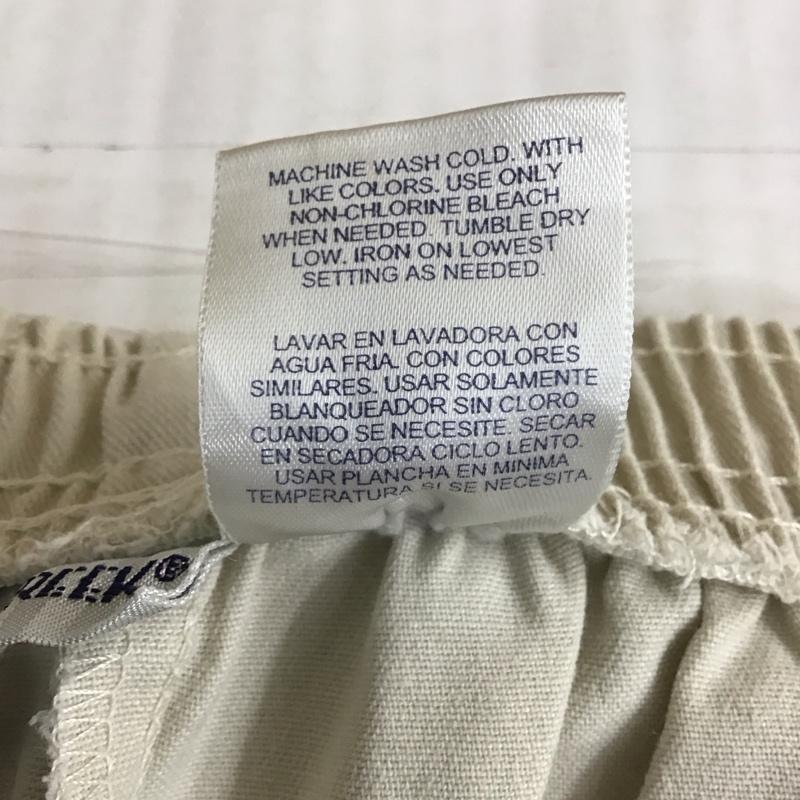 MACHINE WASH COLD. WITH
LIKE COLORS. USE ONLY
NON-CHLORINE BLEACH
WHEN NEEDED. TUMBLE DRY
LOW. IRON ON LOWEST
SETTING AS NEEDED.
LAVAR EN LAVADORA CON
AGUA FRIA. CON COLORES
SIMILARES. USAR SOLAMENTE
BLANQUEADOR SIN CLORO
CUANDO SE NECESITE. SECAR
EN SECADORA CICLO LENTO.
USAR PLANCHA EN MINIMA
TEMPERATURA SI SE NECESITA.